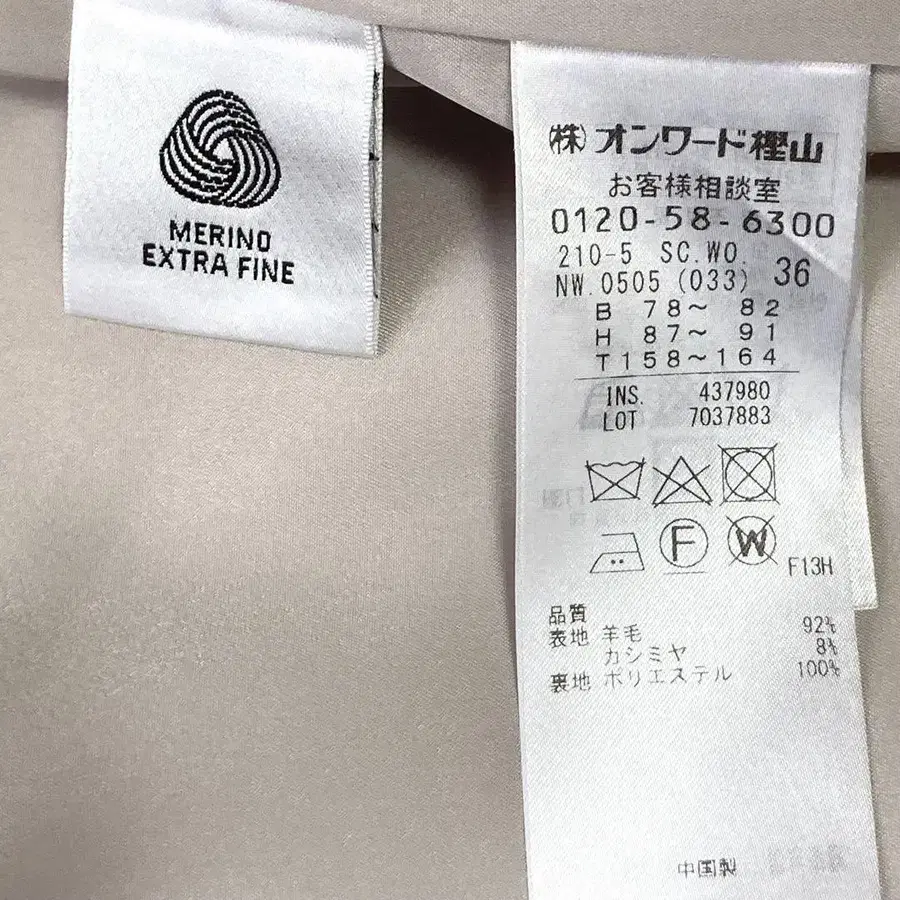 MERINO
EXTRA FINE
(株) オンワード樫山
お客様相談室
0120-58-6300
210-5 SC.WO.
NW.0505 (033) 36
B 78〜 82
H 87〜 91
T158〜164
INS. 437980
LOT 7037883
F
W
F13H
品質
表地 羊毛 92%
カシミヤ 8%
裏地 ポリエステル 100%
中国製